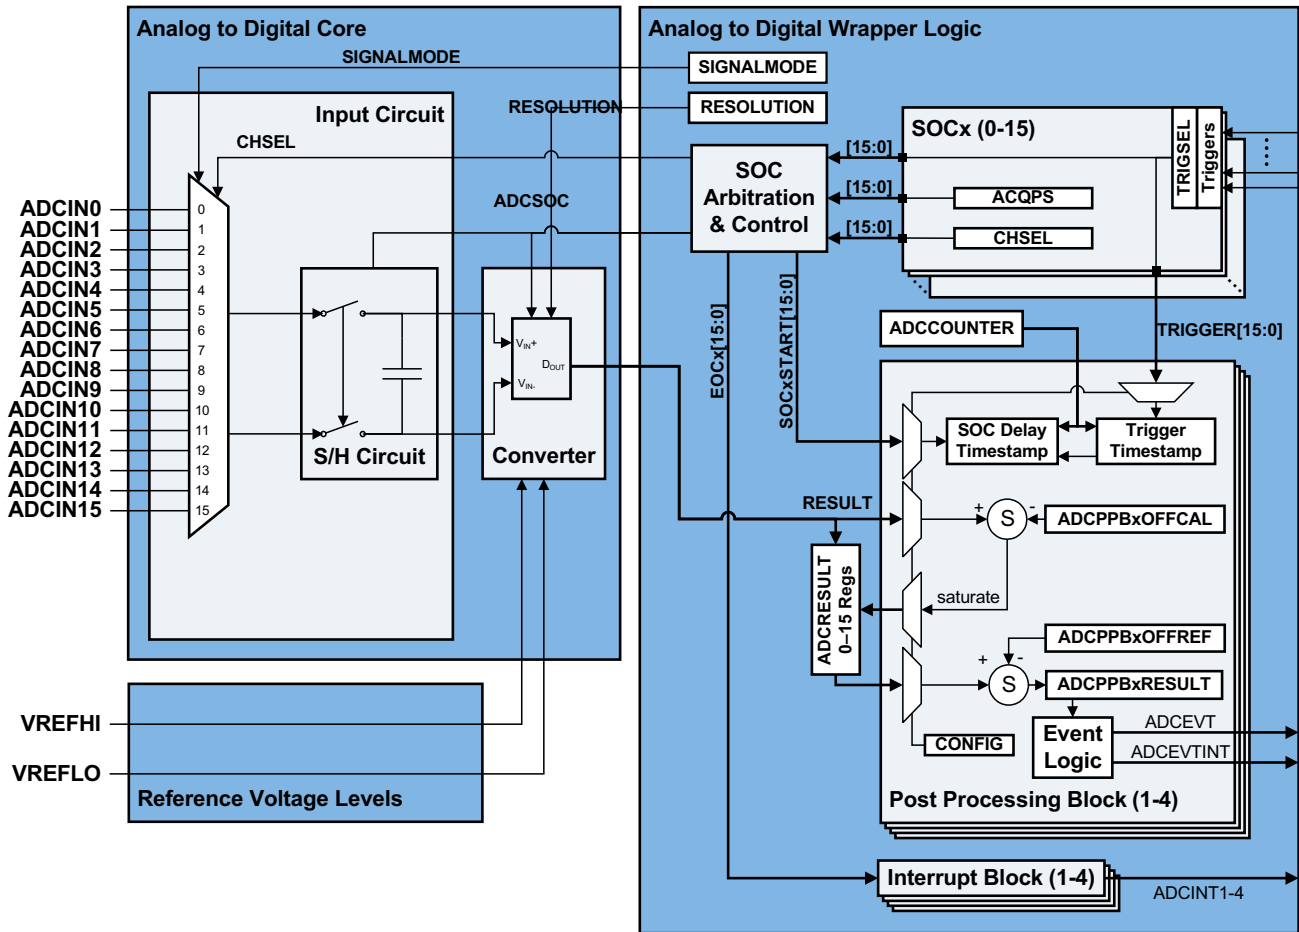 Analog to Digital Core
SIGNALMODE
RESOLUTION
Input Circuit
CHSEL
ADCSOC
ADCIN0
ADCIN1
ADCIN2
ADCIN3
ADCIN4
ADCIN5
ADCIN6
ADCIN7
ADCIN8
ADCIN9
ADCIN10
ADCIN11
ADCIN12
ADCIN13
ADCIN14
ADCIN15
0
1
2
3
4
5
6
7
8
9
10
11
12
13
14
15
S/H Circuit
VIN+
DOUT
VIN-
Converter
VREFHI
VREFLO
Reference Voltage Levels
Analog to Digital Wrapper Logic
SIGNALMODE
RESOLUTION
SOC
Arbitration
& Control
[15:0]
[15:0]
[15:0]
SOCx (0-15)
TRIGSEL
Triggers
ACQPS
CHSEL
EOCx[15:0]
SOCxSTART[15:0]
ADCCOUNTER
TRIGGER[15:0]
SOC Delay
Timestamp
Trigger
Timestamp
RESULT
+
S
-
ADCPPBxOFFCAL
ADCRESULT
0–15 Regs
saturate
ADCPPBxOFFREF
+
-
S
ADCPPBxRESULT
CONFIG
Event
Logic
ADCEVT
ADCEVTINT
Post Processing Block (1-4)
Interrupt Block (1-4)
ADCINT1-4